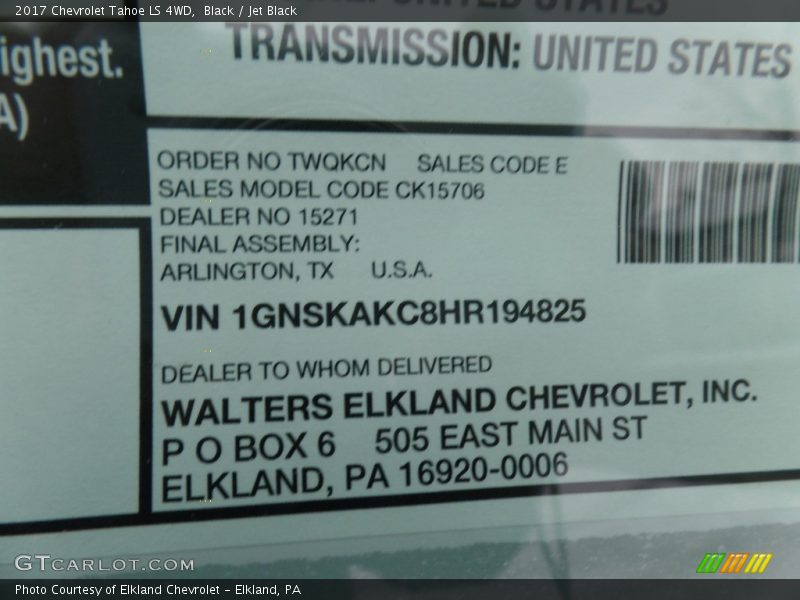 2017 Chevrolet Tahoe LS 4WD, Black / Jet Black
TRANSMISSION: UNITED STATES
ighest.
A)
ORDER NO TWQKCN SALES CODE E
SALES MODEL CODE CK15706
DEALER NO 15271
FINAL ASSEMBLY:
ARLINGTON, TX U.S.A.
VIN 1GNSKAKC8HR194825
DEALER TO WHOM DELIVERED
WALTERS ELKLAND CHEVROLET, INC.
P O BOX 6 505 EAST MAIN ST
ELKLAND, PA 16920-0006
GTCARLOT.COM
Photo Courtesy of Elkland Chevrolet - Elkland, PA